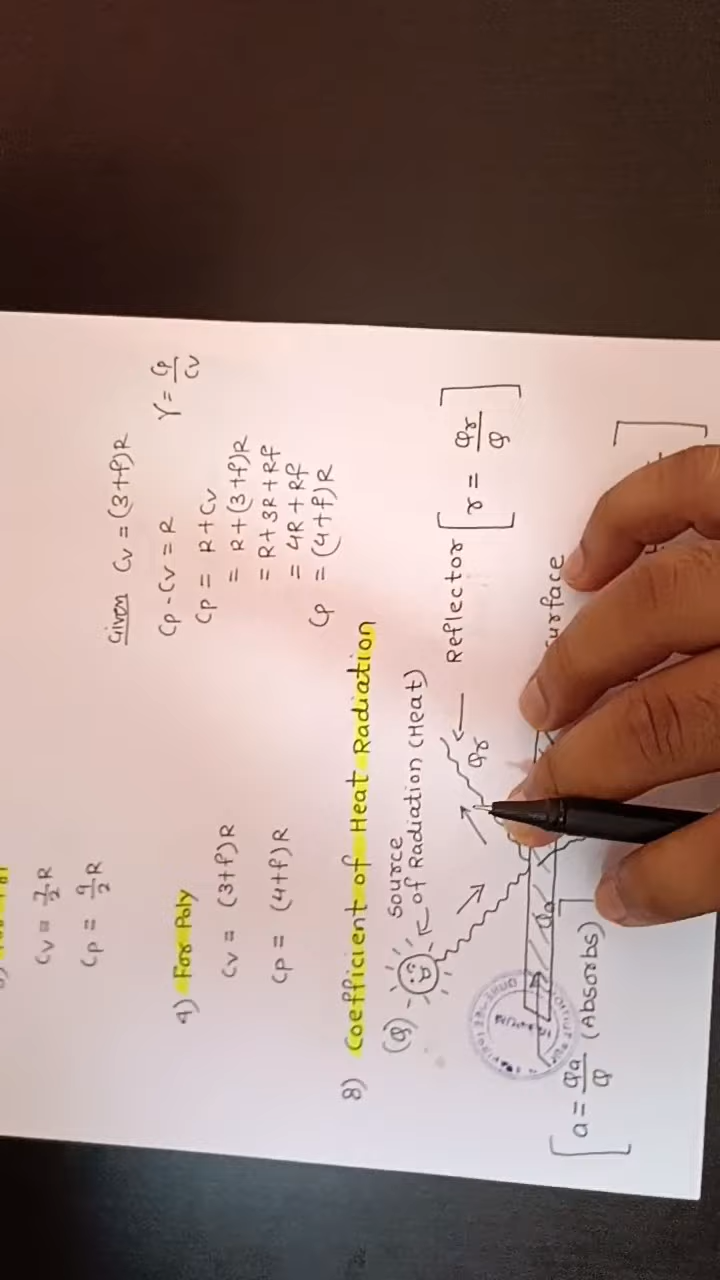 Cv = 7/2 R
Cp = 9/2 R
4) For Poly
Cv = (3+f)R
Cp = (4+f)R
Given Cv = (3+f)R
Cp - Cv = R
γ = Cp/Cv
Cp = R + Cv
= R + (3+f)R
= R + 3R + Rf
= 4R + Rf
Cp = (4+f)R
8) Coefficient of Heat Radiation
(Q)
Source
of Radiation (Heat)
Qr
Reflector [r = Qr/Q]
Surface
Qa
[a = Qa/Q (Absorbs)]